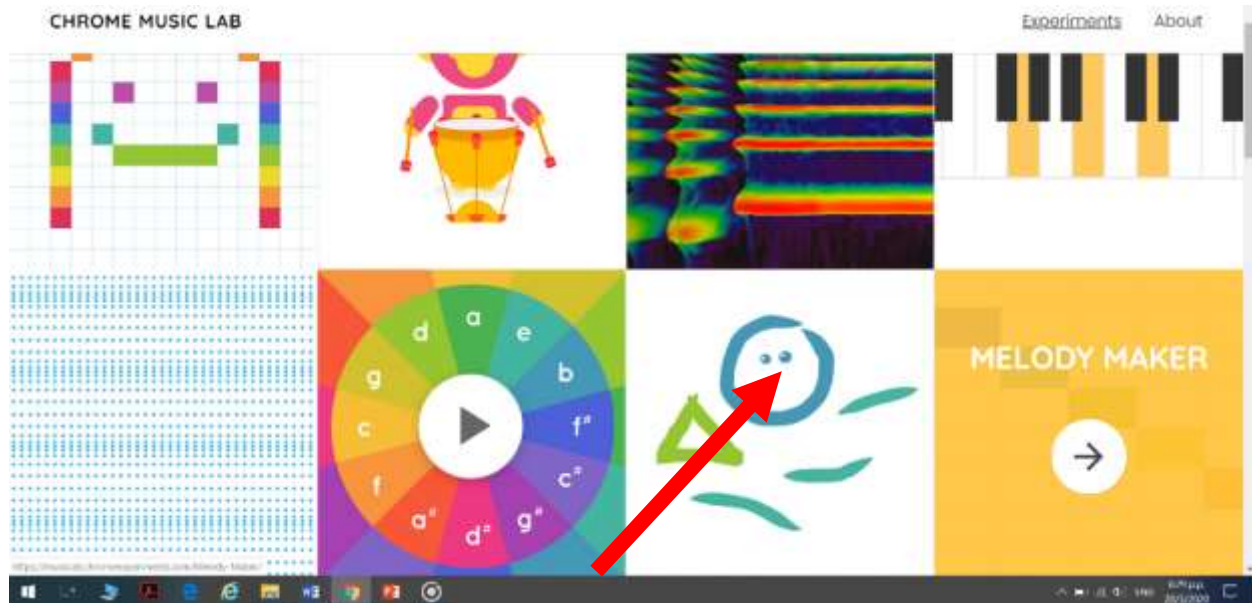 CHROME MUSIC LAB
Experiments About
d a e
g b
c f#
f c#
a# d# g#
MELODY MAKER